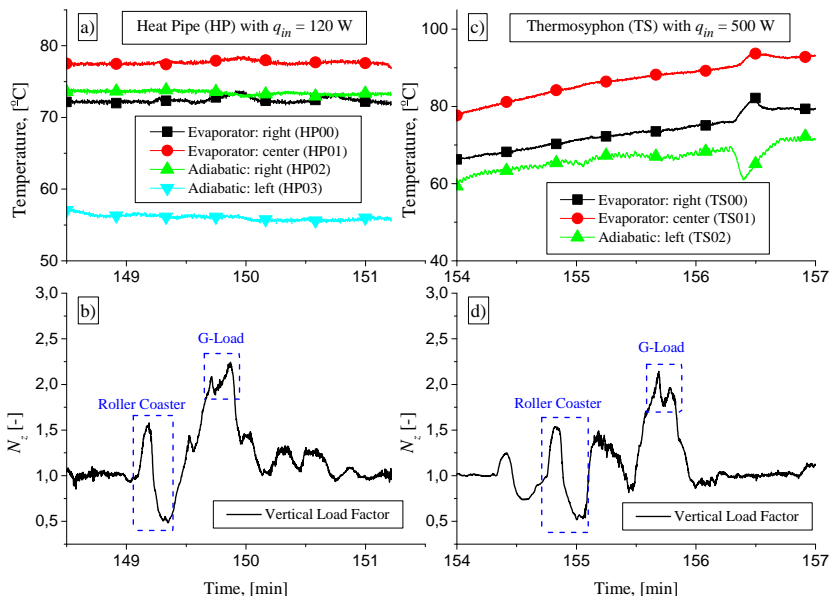 a)
Heat Pipe (HP) with q_in = 120 W
Temperature, [°C]
80
70
60
50
Evaporator: right (HP00)
Evaporator: center (HP01)
Adiabatic: right (HP02)
Adiabatic: left (HP03)
149
150
151
c)
Thermosyphon (TS) with q_in = 500 W
Temperature, [°C]
100
80
60
40
Evaporator: right (TS00)
Evaporator: center (TS01)
Adiabatic: left (TS02)
154
155
156
157
b)
N_z [-]
3,0
2,5
2,0
1,5
1,0
0,5
G-Load
Roller Coaster
Vertical Load Factor
149
150
151
Time, [min]
d)
N_z [-]
3,0
2,5
2,0
1,5
1,0
0,5
G-Load
Roller Coaster
Vertical Load Factor
154
155
156
157
Time, [min]